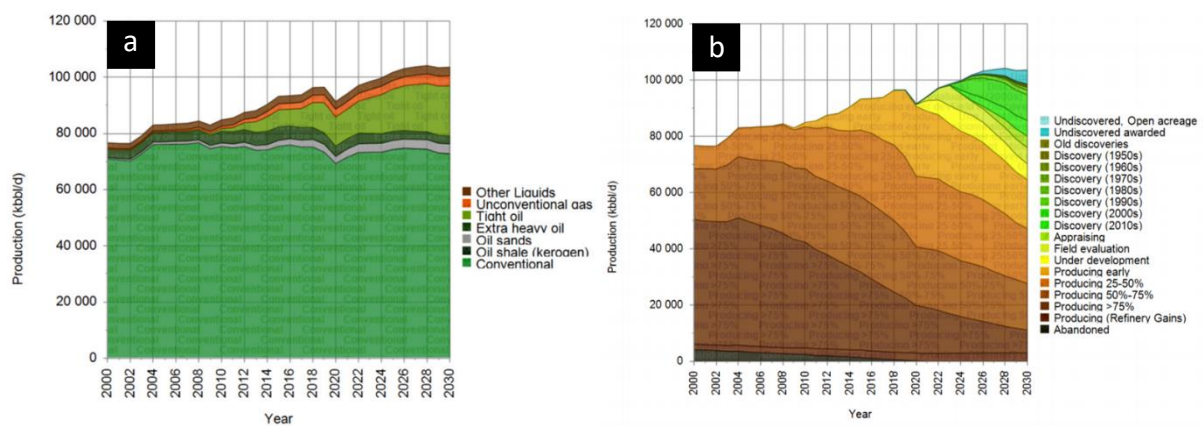 a
120 000
100 000
80 000
60 000
40 000
20 000
0
Production (kbbl/d)
2000
2002
2004
2006
2008
2010
2012
2014
2016
2018
2020
2022
2024
2026
2028
2030
Year
Other Liquids
Unconventional gas
Tight oil
Extra heavy oil
Oil sands
Oil shale (kerogen)
Conventional
b
120 000
100 000
80 000
60 000
40 000
20 000
0
Production (kbbl/d)
2000
2002
2004
2006
2008
2010
2012
2014
2016
2018
2020
2022
2024
2026
2028
2030
Year
Undiscovered, Open acreage
Undiscovered awarded
Old discoveries
Discovery (1950s)
Discovery (1960s)
Discovery (1970s)
Discovery (1980s)
Discovery (1990s)
Discovery (2000s)
Discovery (2010s)
Appraising
Field evaluation
Under development
Producing early
Producing 25-50%
Producing 50%-75%
Producing >75%
Producing (Refinery Gains)
Abandoned